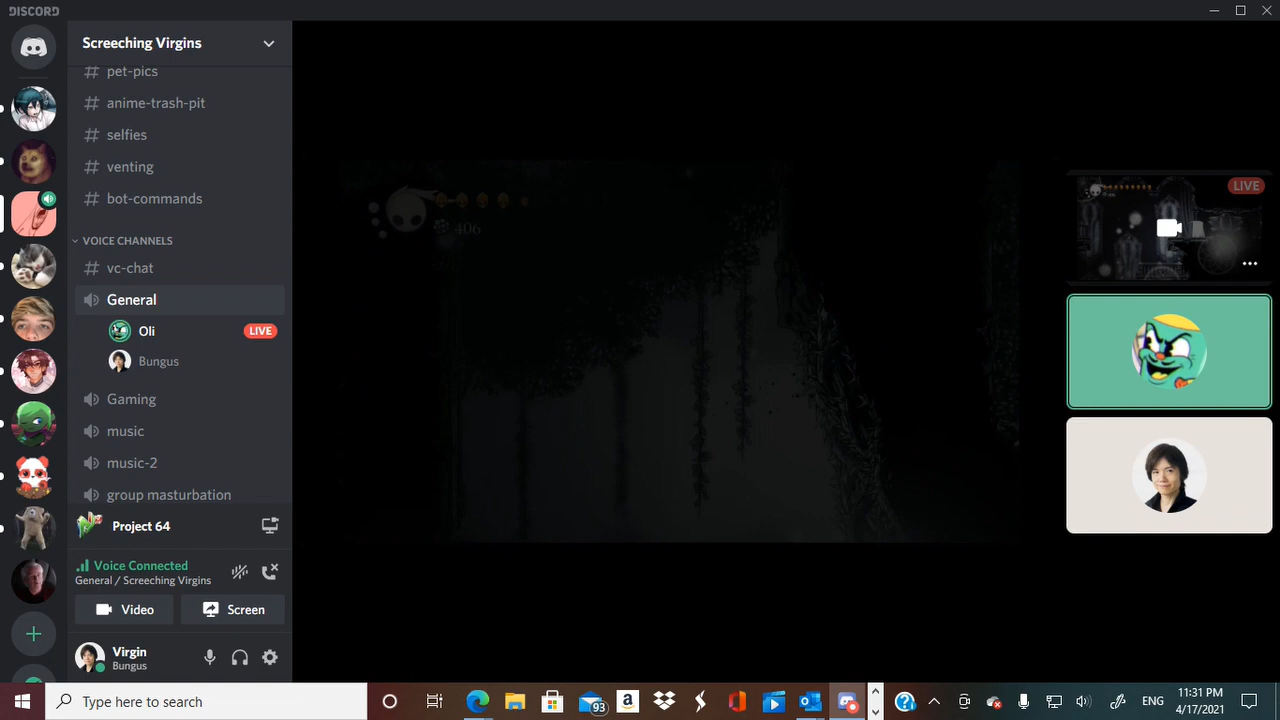 DISCORD
Screeching Virgins
# pet-pics
# anime-trash-pit
# selfies
# venting
# bot-commands
VOICE CHANNELS
# vc-chat
General
Oli LIVE
Bungus
Gaming
music
music-2
group masturbation
Project 64
Voice Connected
General / Screeching Virgins
Video Screen
Virgin
Bungus
406
LIVE
Type here to search
93
a
ENG
11:31 PM
4/17/2021